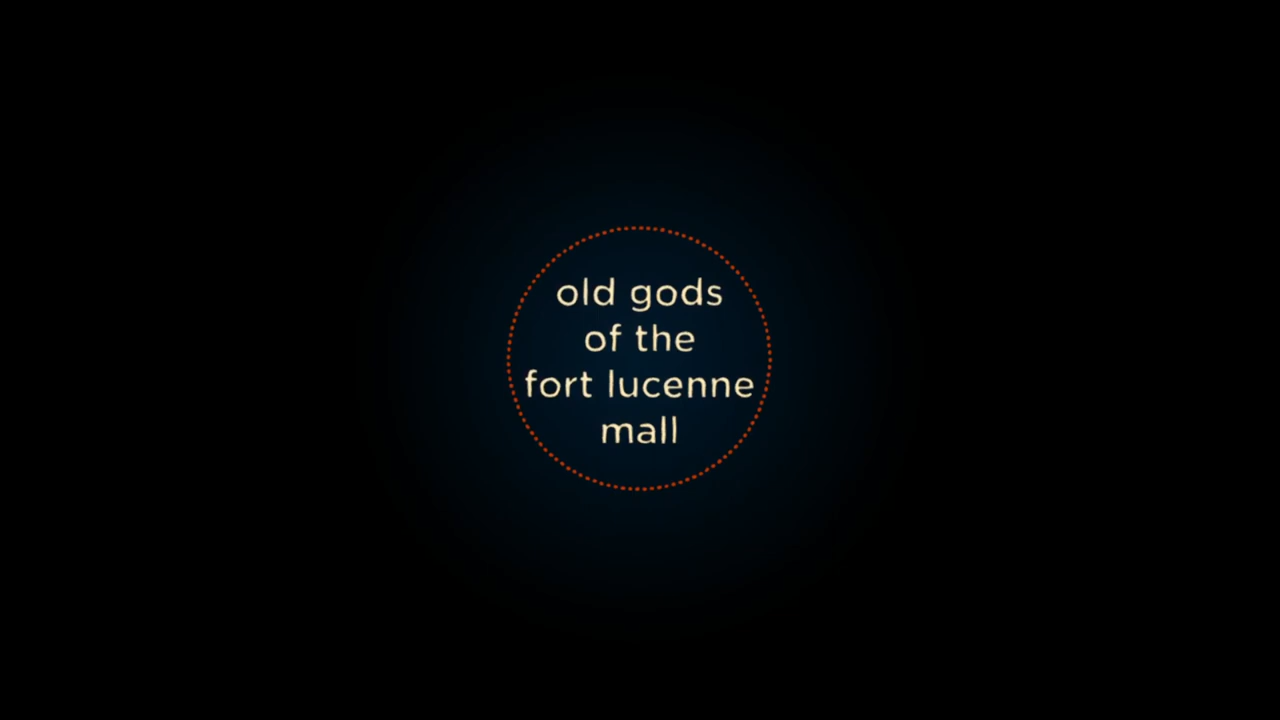 old gods
of the
fort lucenne
mall